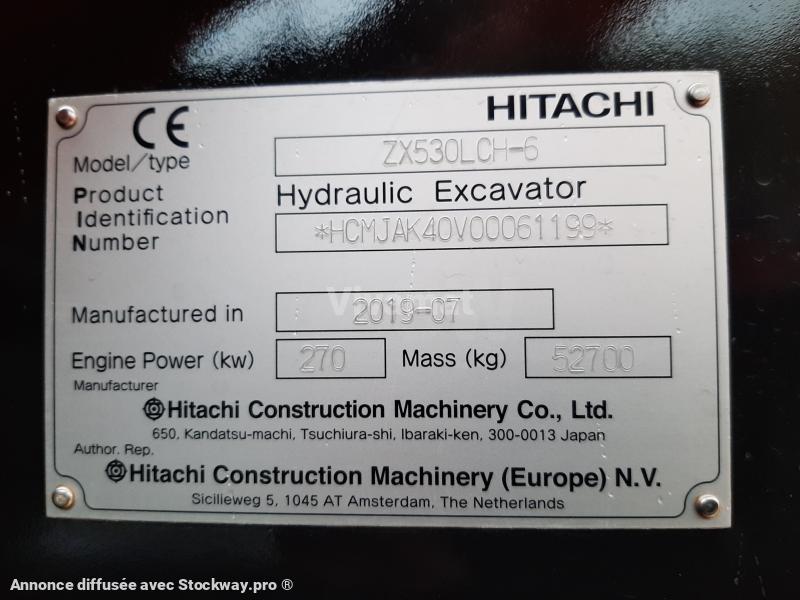 CE HITACHI
Model/type ZX530LCH-6
Product Hydraulic Excavator
Identification
Number *HCMJAK40V00061199*
Manufactured in 2019-07
Engine Power (kw) 270 Mass (kg) 52700
Manufacturer
Hitachi Construction Machinery Co., Ltd.
650, Kandatsu-machi, Tsuchiura-shi, Ibaraki-ken, 300-0013 Japan
Author. Rep.
Hitachi Construction Machinery (Europe) N.V.
Sicilieweg 5, 1045 AT Amsterdam, The Netherlands
Annonce diffusée avec Stockway.pro ®